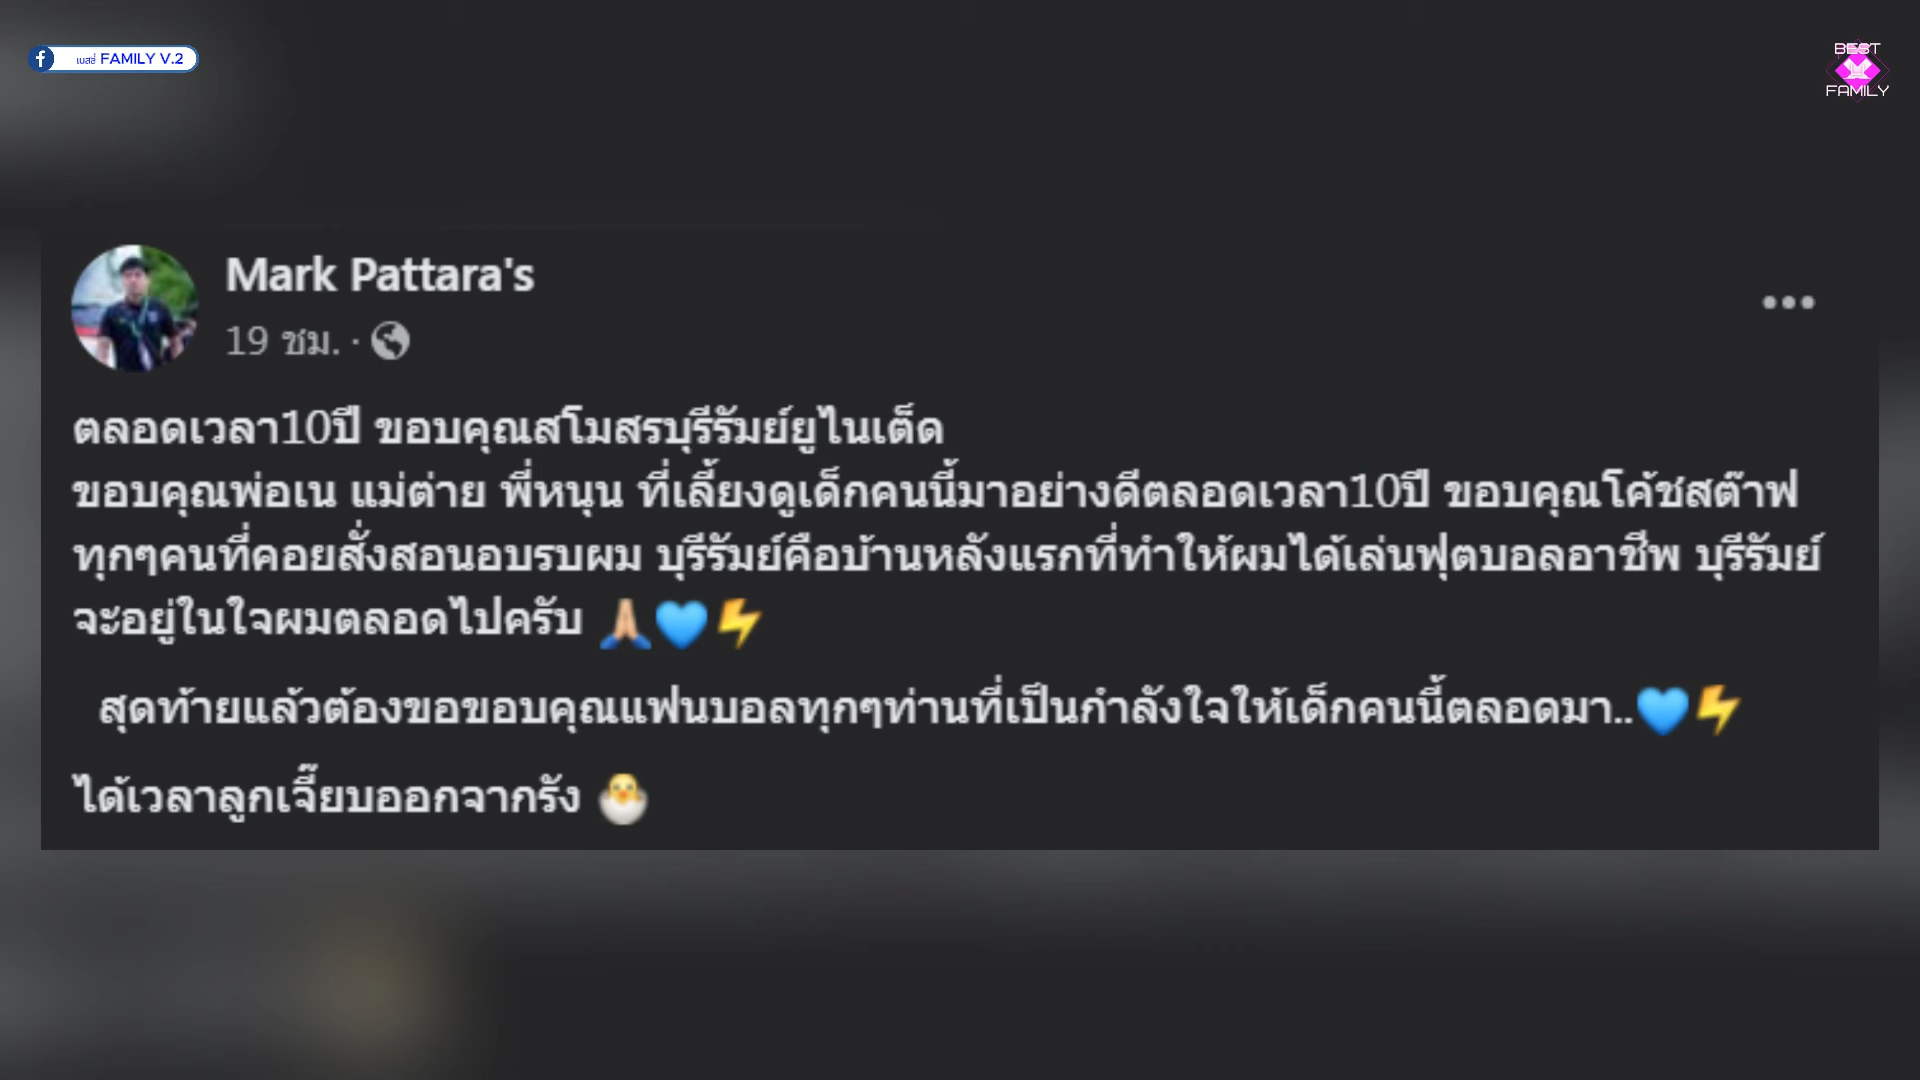 เบสซี่ FAMILY V.2
BEST
FAMILY
Mark Pattara's
19 ชม. ·
ตลอดเวลา10ปี ขอบคุณสโมสรบุรีรัมย์ยูไนเต็ด
ขอบคุณพ่อเน แม่ต่าย พี่หนุน ที่เลี้ยงดูเด็กคนนี้มาอย่างดีตลอดเวลา10ปี ขอบคุณโค้ชสต๊าฟ
ทุกๆคนที่คอยสั่งสอนอบรบผม บุรีรัมย์คือบ้านหลังแรกที่ทำให้ผมได้เล่นฟุตบอลอาชีพ บุรีรัมย์
จะอยู่ในใจผมตลอดไปครับ 🙏🏼💙⚡
สุดท้ายแล้วต้องขอขอบคุณแฟนบอลทุกๆท่านที่เป็นกำลังใจให้เด็กคนนี้ตลอดมา..💙⚡
ได้เวลาลูกเจี๊ยบออกจากรัง 🐣